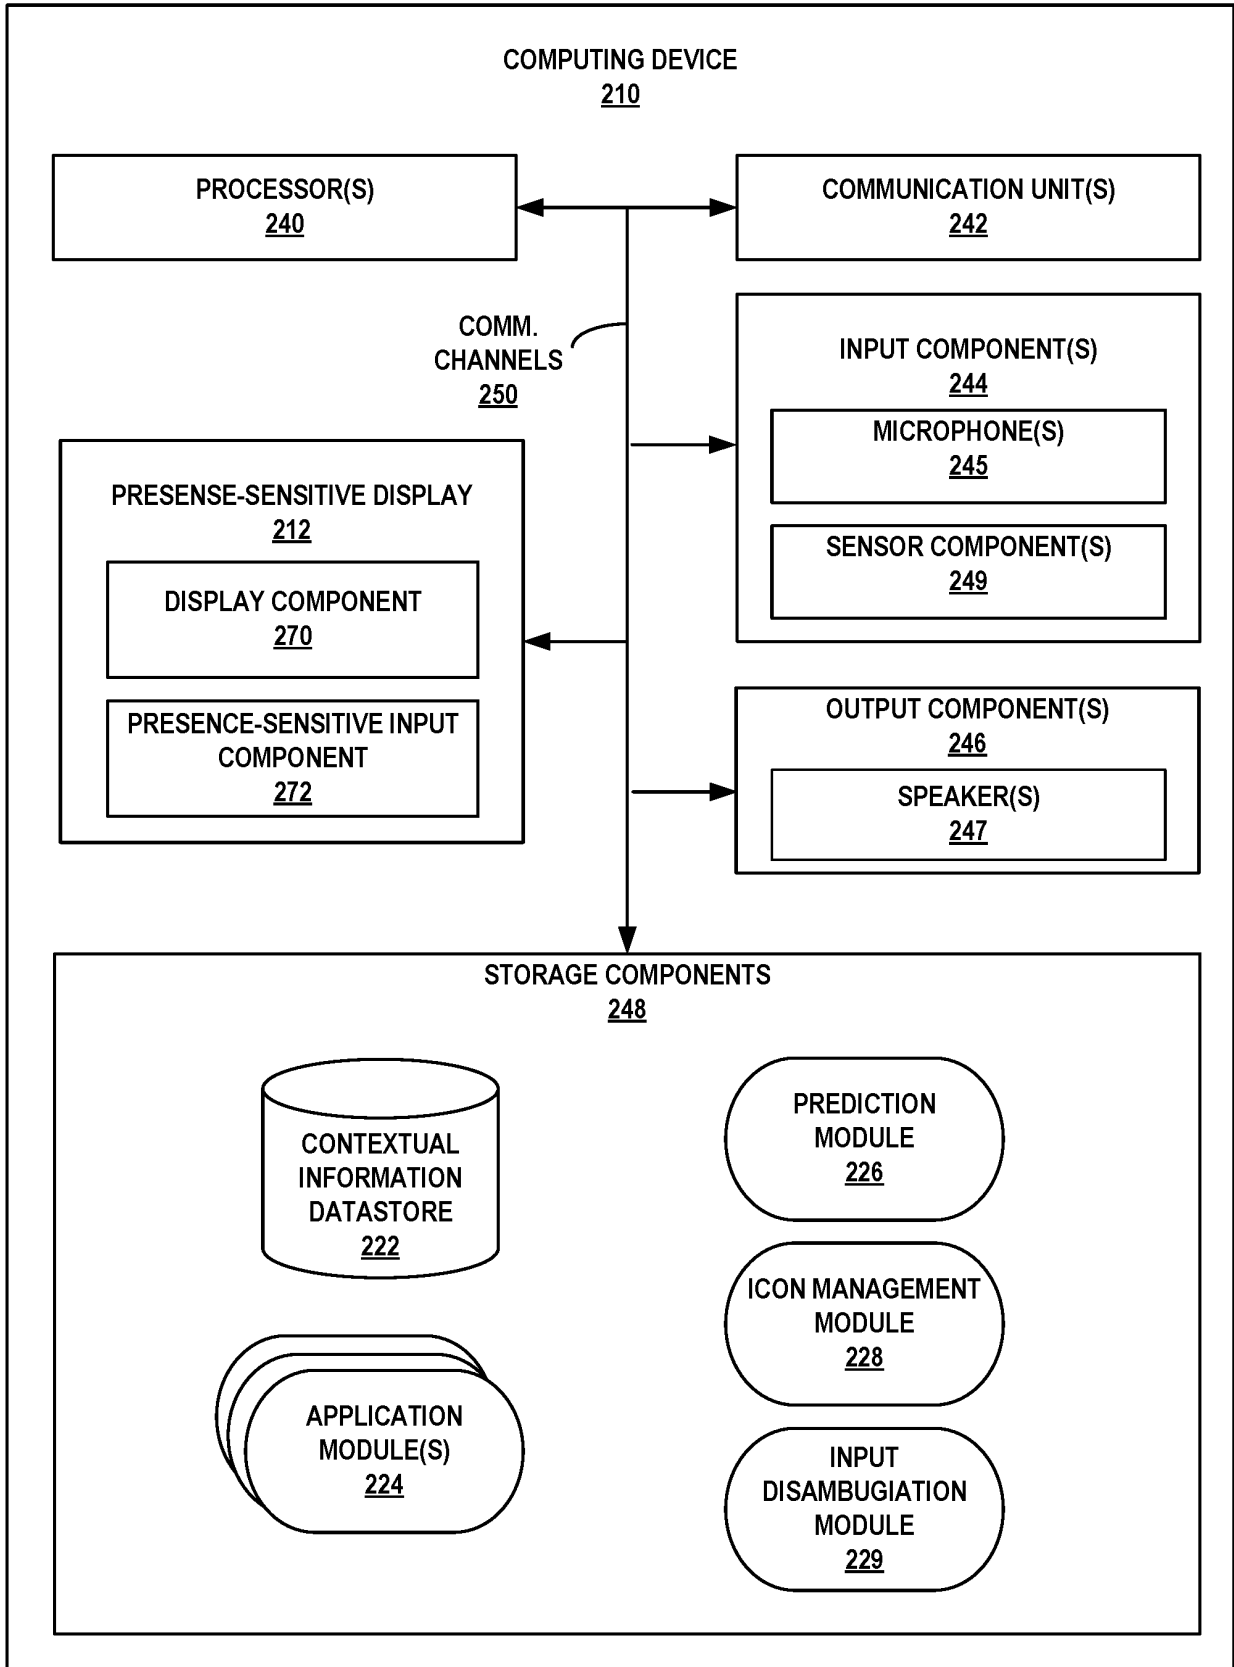 COMPUTING DEVICE
210
PROCESSOR(S)
240
COMMUNICATION UNIT(S)
242
COMM.
CHANNELS
250
INPUT COMPONENT(S)
244
MICROPHONE(S)
245
SENSOR COMPONENT(S)
249
PRESENSE-SENSITIVE DISPLAY
212
DISPLAY COMPONENT
270
PRESENCE-SENSITIVE INPUT
COMPONENT
272
OUTPUT COMPONENT(S)
246
SPEAKER(S)
247
STORAGE COMPONENTS
248
CONTEXTUAL
INFORMATION
DATASTORE
222
APPLICATION
MODULE(S)
224
PREDICTION
MODULE
226
ICON MANAGEMENT
MODULE
228
INPUT
DISAMBUGIATION
MODULE
229